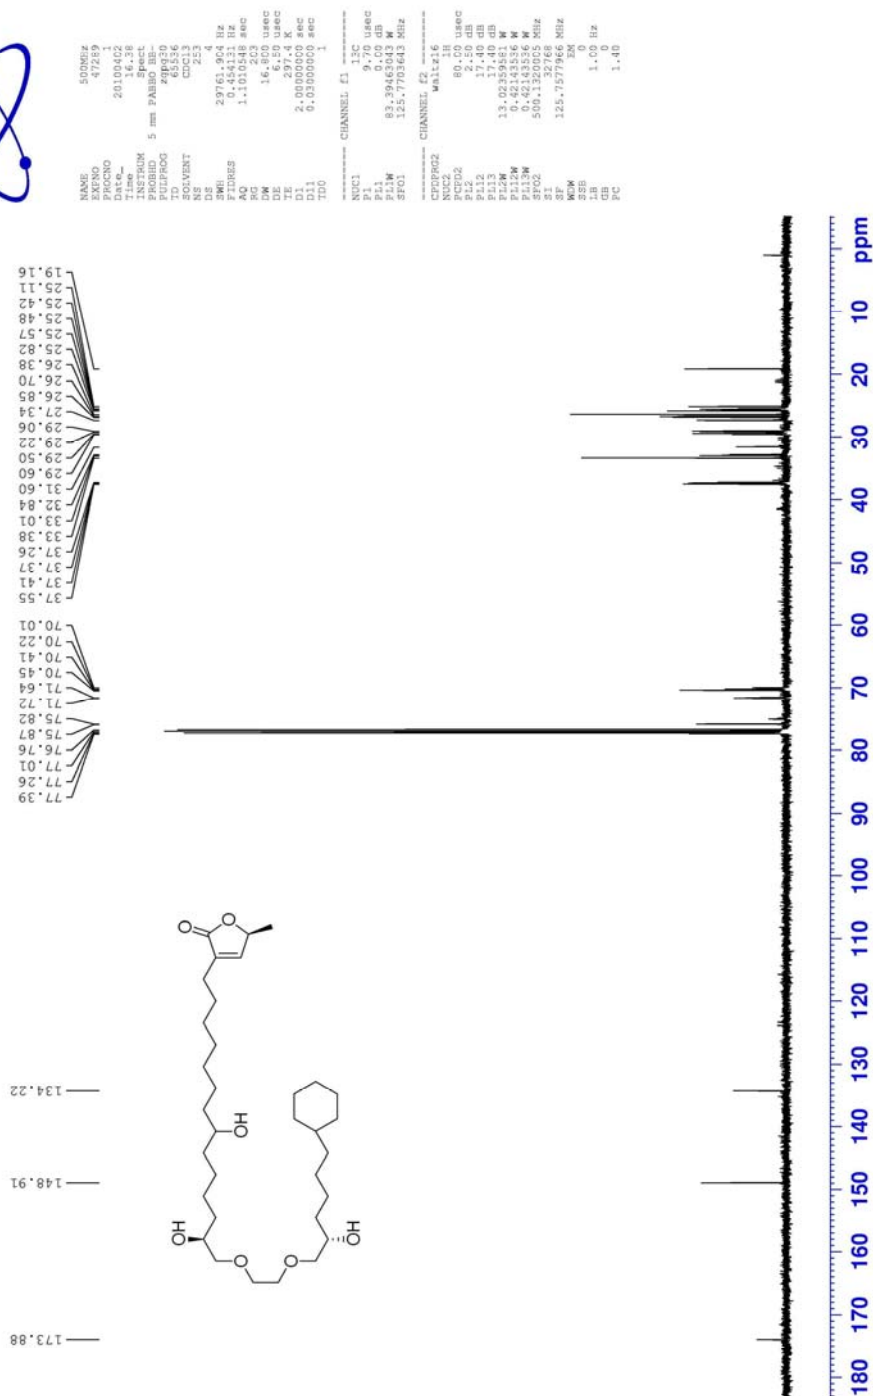 NAME 500MHz
EXPNO 47289
PROCNO 1
Date_ 20100402
Time 16.38
INSTRUM Spect
PROBHD 5 mm PABBO BB-
PULPROG zgpg30
TD 65536
SOLVENT CDCl3
NS 253
DS 4
SWH 29761.904 Hz
FIDRES 0.454131 Hz
AQ 1.1010548 sec
RG 203
DW 16.800 usec
DE 6.50 usec
TE 297.4 K
D1 2.00000000 sec
D11 0.03000000 sec
TD0 1
-------- CHANNEL f1 --------
NUC1 13C
P1 9.70 usec
PL1 0.00 dB
PL1W 83.39463043 W
SFO1 125.7703643 MHz
-------- CHANNEL f2 --------
CPDPRG2 waltz16
NUC2 1H
PCPD2 80.00 usec
PL2 2.50 dB
PL12 17.40 dB
PL13 17.40 dB
PL2W 13.02359581 W
PL12W 0.42143536 W
PL13W 0.42143536 W
SFO2 500.1320005 MHz
SI 32768
SF 125.7577966 MHz
WDW EM
SSB 0
LB 1.00 Hz
GB 0
PC 1.40
173.88
148.91
134.22
77.39
77.26
77.01
76.76
75.87
75.82
71.72
71.64
70.45
70.41
70.22
70.01
37.55
37.41
37.37
37.26
33.38
33.01
32.84
31.60
29.60
29.50
29.22
29.06
27.34
26.85
26.70
26.38
25.82
25.57
25.48
25.42
25.11
19.16
O
O
OH
OH
O
O
OH
180 170 160 150 140 130 120 110 100 90 80 70 60 50 40 30 20 10 ppm